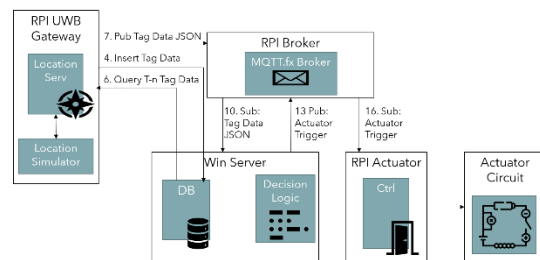 RPI UWB
Gateway
Location
Serv
Location
Simulator
7. Pub Tag Data JSON
4. Insert Tag Data
6. Query T-n Tag Data
RPI Broker
MQTT.fx Broker
10. Sub:
Tag Data
JSON
13 Pub:
Actuator
Trigger
16. Sub:
Actuator
Trigger
Win Server
DB
Decision
Logic
RPI Actuator
Ctrl
Actuator
Circuit